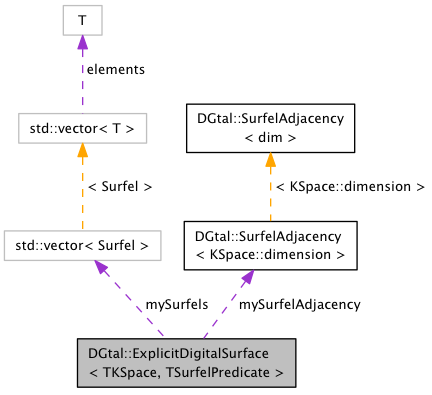 T
elements
std::vector< T >
DGtal::SurfelAdjacency
< dim >
< Surfel >
< KSpace::dimension >
std::vector< Surfel >
DGtal::SurfelAdjacency
< KSpace::dimension >
mySurfels
mySurfelAdjacency
DGtal::ExplicitDigitalSurface
< TKSpace, TSurfelPredicate >